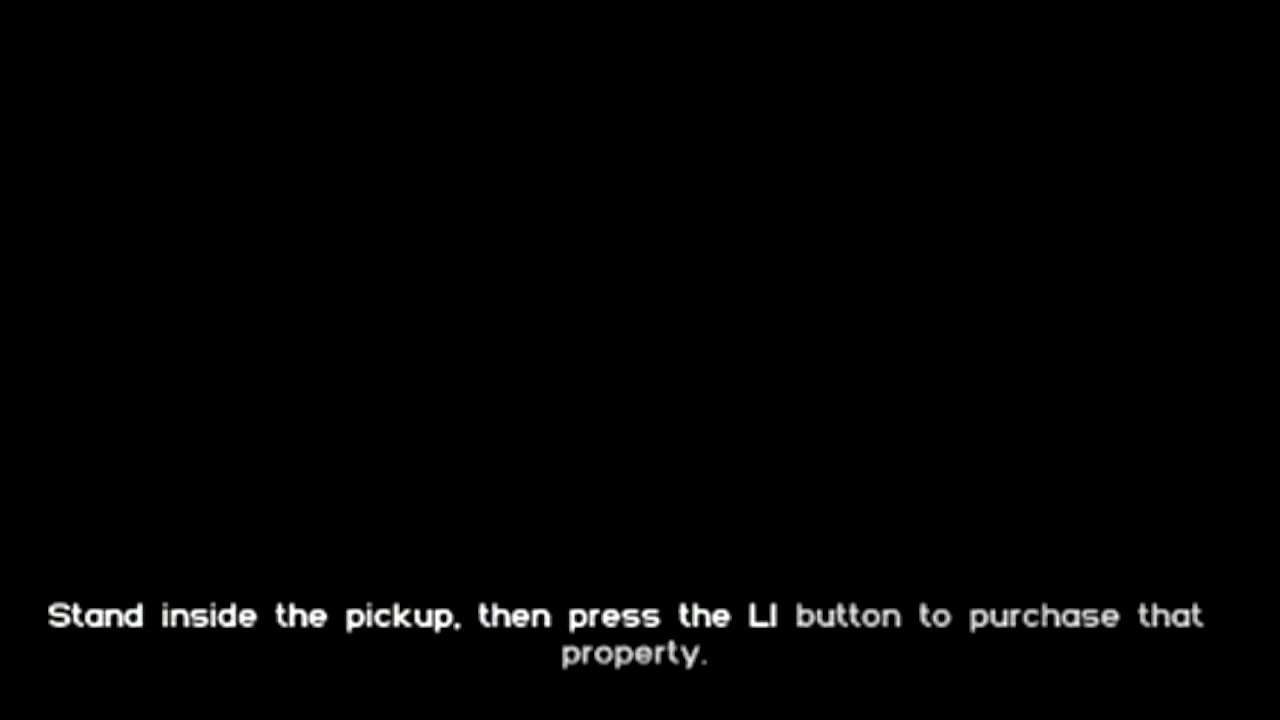 Stand inside the pickup, then press the L1 button to purchase that
property.